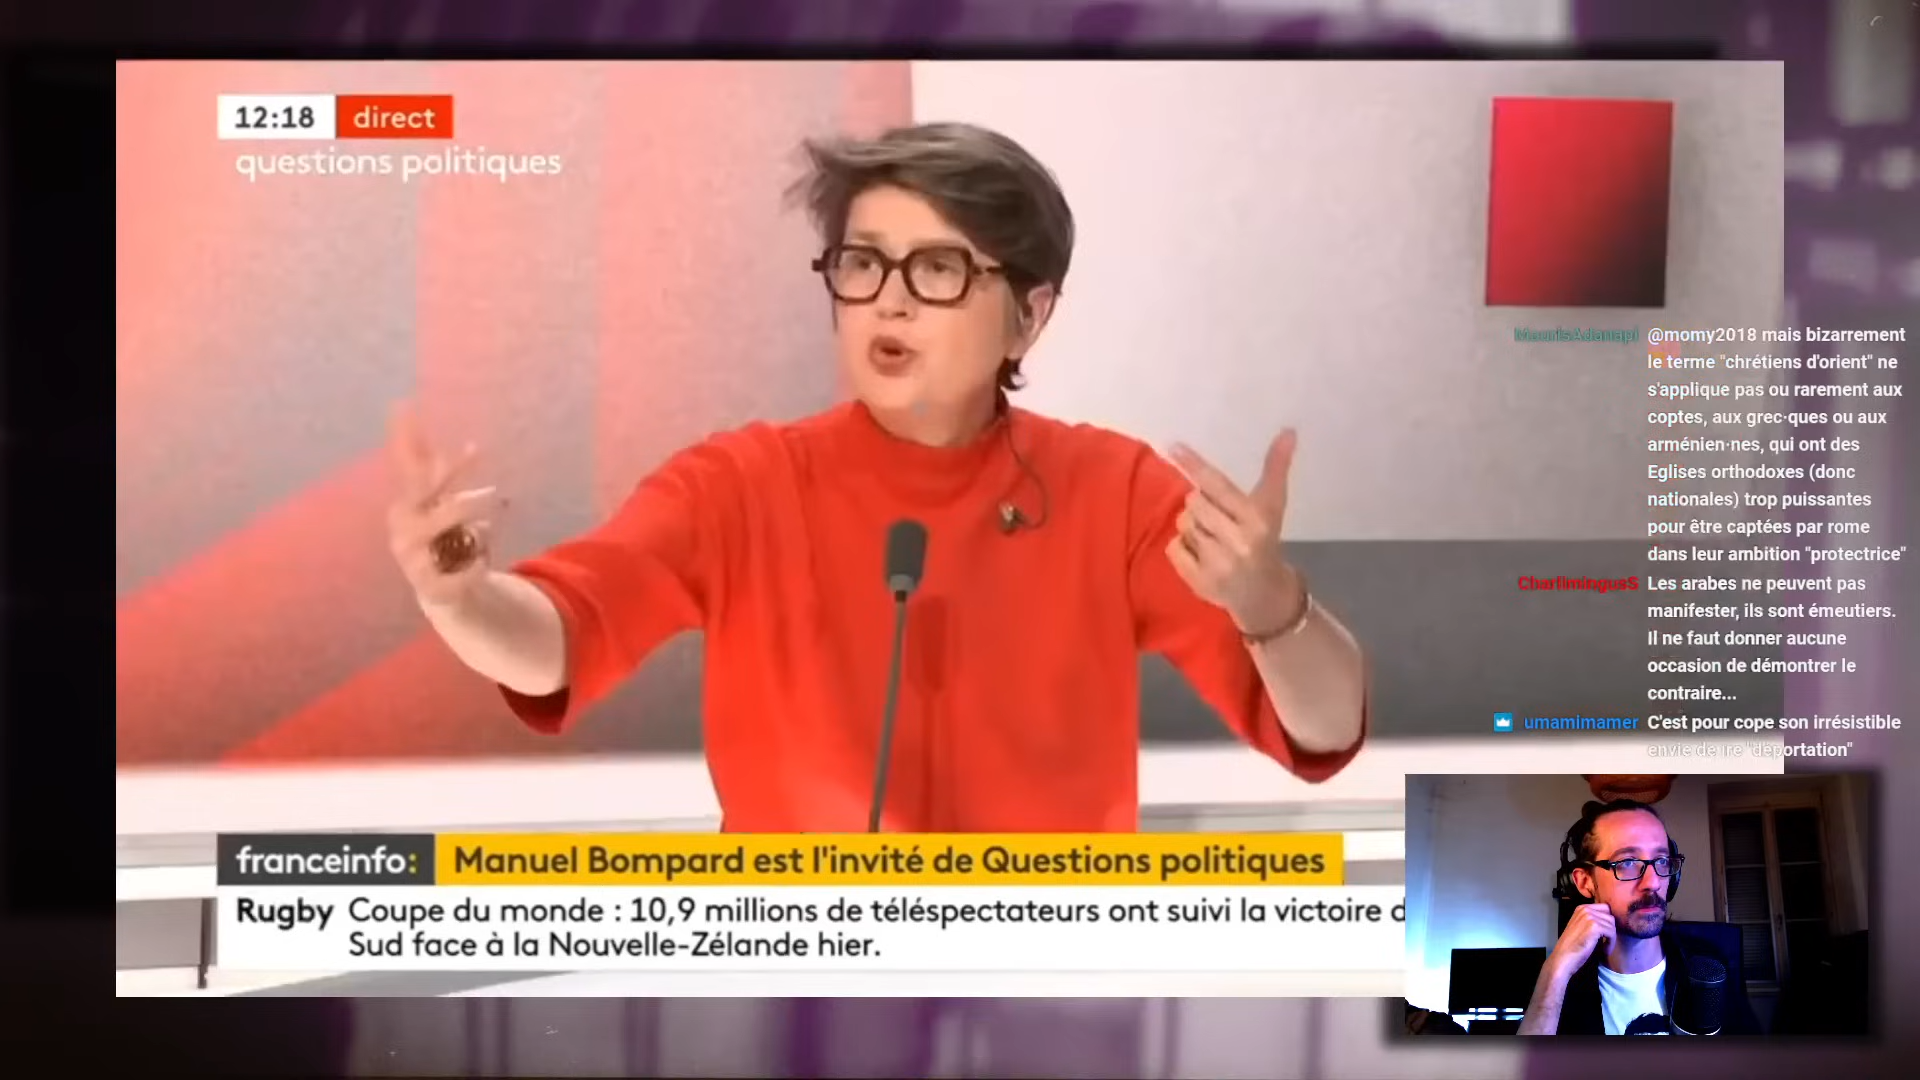 12:18 direct
questions politiques
@momy2018 mais bizarrement
le terme "chrétiens d'orient" ne
s'applique pas ou rarement aux
coptes, aux grec·ques ou aux
arménien·nes, qui ont des
Eglises orthodoxes (donc
nationales) trop puissantes
pour être captées par rome
dans leur ambition "protectrice"
CharlimingusS Les arabes ne peuvent pas
manifester, ils sont émeutiers.
Il ne faut donner aucune
occasion de démontrer le
contraire...
umamimamer C'est pour cope son irrésistible
envie de "déportation"
franceinfo: Manuel Bompard est l'invité de Questions politiques
Rugby Coupe du monde : 10,9 millions de téléspectateurs ont suivi la victoire d
Sud face à la Nouvelle-Zélande hier.